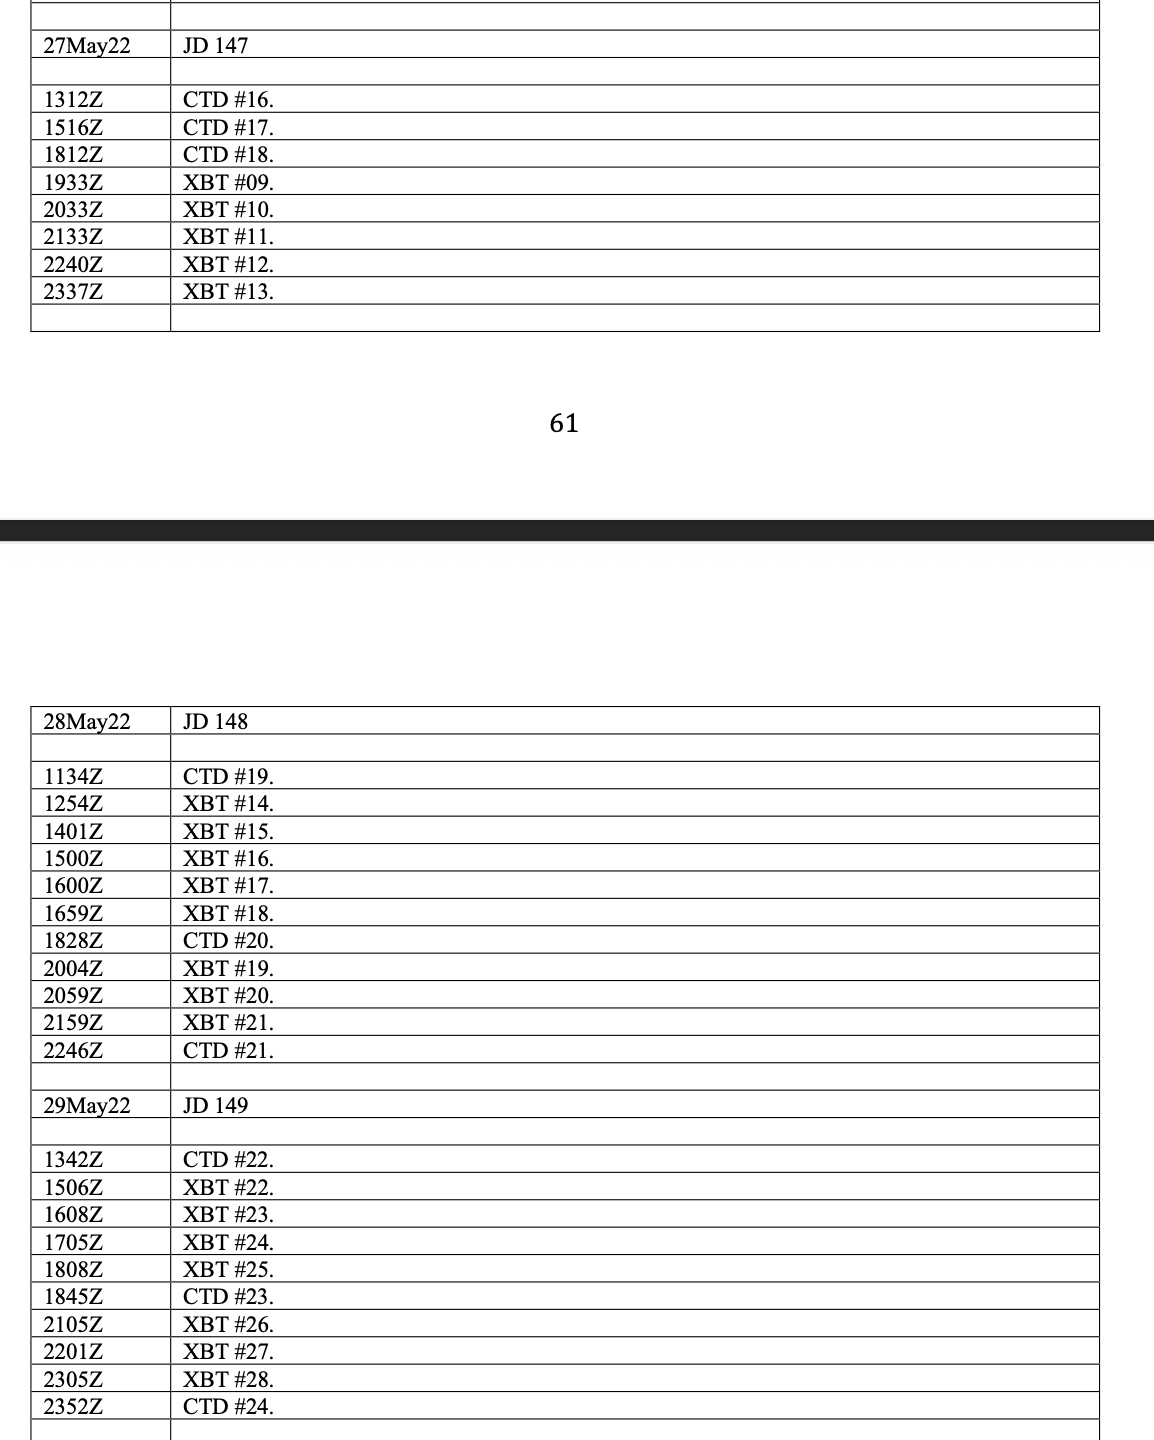 27May22 JD 147
1312Z CTD #16.
1516Z CTD #17.
1812Z CTD #18.
1933Z XBT #09.
2033Z XBT #10.
2133Z XBT #11.
2240Z XBT #12.
2337Z XBT #13.
61
28May22 JD 148
1134Z CTD #19.
1254Z XBT #14.
1401Z XBT #15.
1500Z XBT #16.
1600Z XBT #17.
1659Z XBT #18.
1828Z CTD #20.
2004Z XBT #19.
2059Z XBT #20.
2159Z XBT #21.
2246Z CTD #21.
29May22 JD 149
1342Z CTD #22.
1506Z XBT #22.
1608Z XBT #23.
1705Z XBT #24.
1808Z XBT #25.
1845Z CTD #23.
2105Z XBT #26.
2201Z XBT #27.
2305Z XBT #28.
2352Z CTD #24.